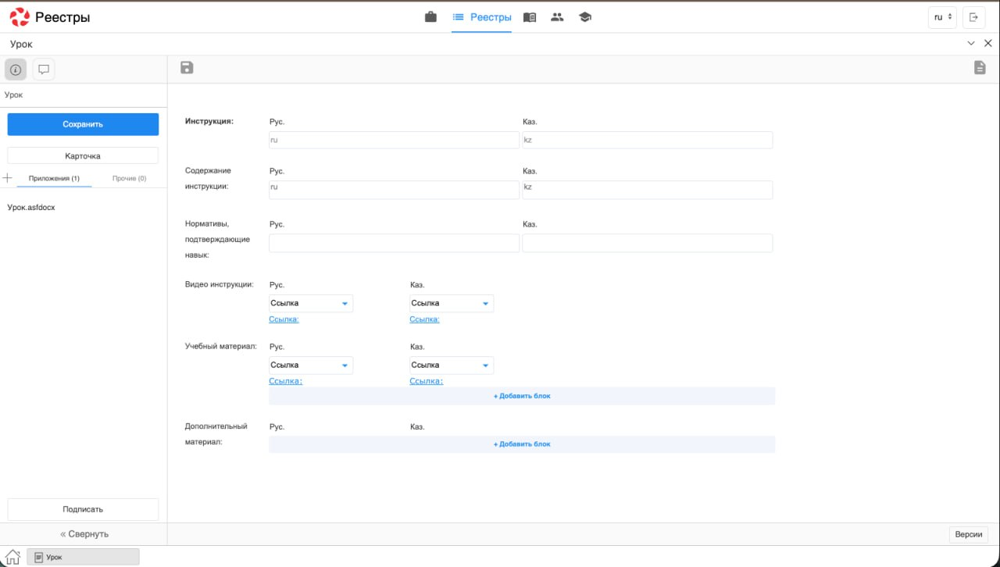 Реестры
Реестры
ru
Урок
Урок
Сохранить
Карточка
Приложения (1) Прочие (0)
Урок.asfdocx
Подписать
« Свернуть
Инструкция: Рус. Каз.
ru kz
Содержание инструкции: Рус. Каз.
ru kz
Нормативы, подтверждающие навык: Рус. Каз.
Видео инструкции: Рус. Каз.
Ссылка Ссылка
Ссылка: Ссылка:
Учебный материал: Рус. Каз.
Ссылка Ссылка
Ссылка: Ссылка:
+ Добавить блок
Дополнительный материал: Рус. Каз.
+ Добавить блок
Версии
Урок